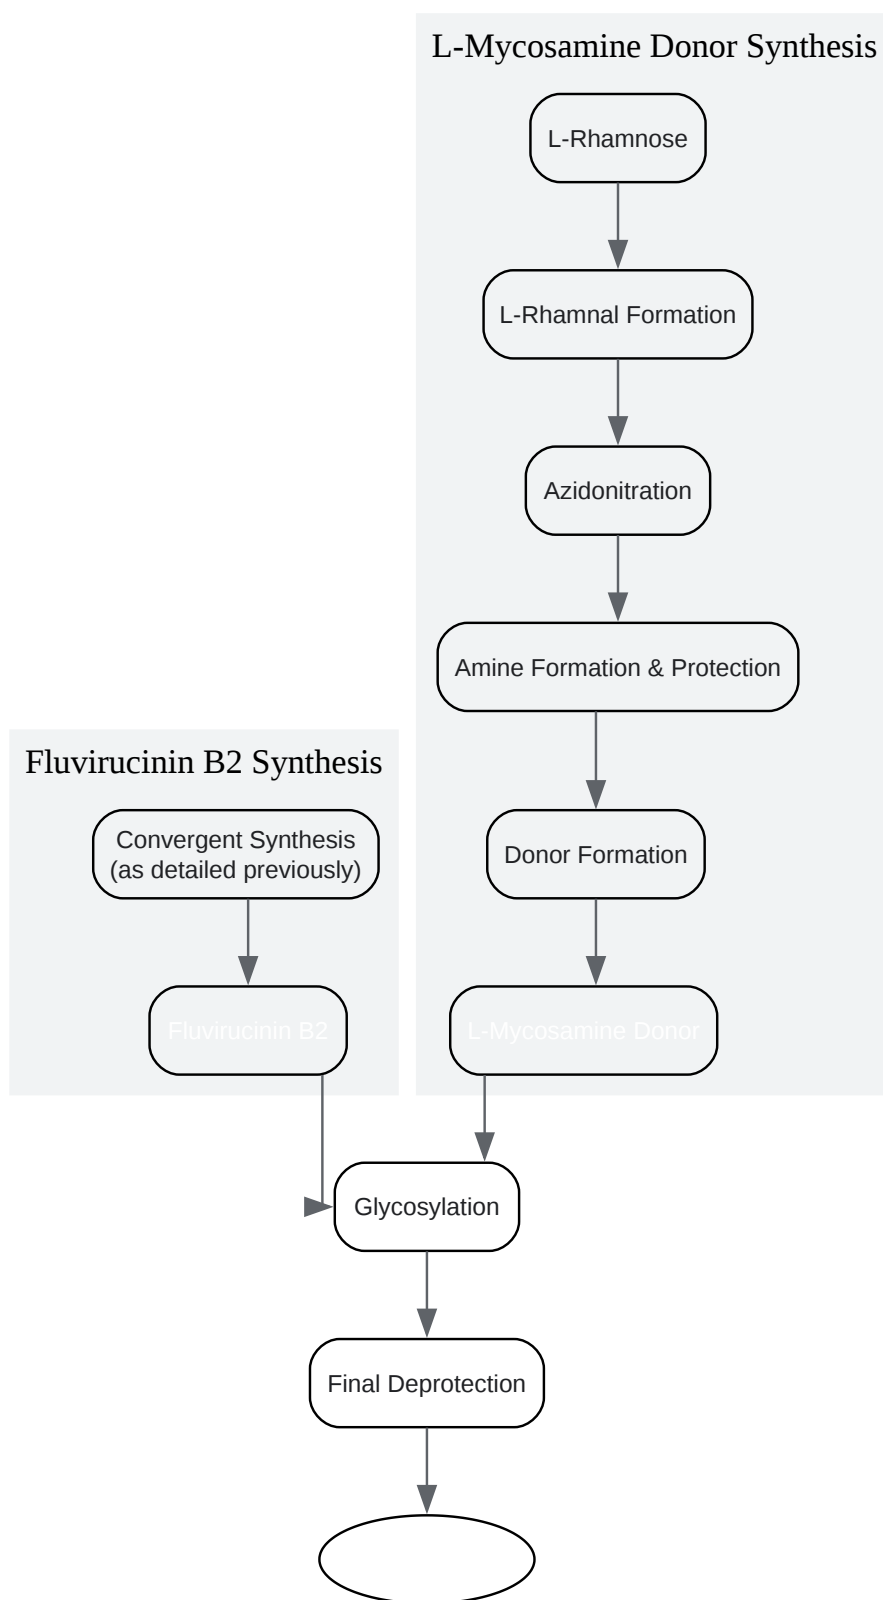 L-Mycosamine Donor Synthesis
L-Rhamnose
L-Rhamnal Formation
Azidonitration
Amine Formation & Protection
Fluvirucinin B2 Synthesis
Convergent Synthesis
(as detailed previously)
Donor Formation
Fluvirucinin B2
L-Mycosamine Donor
Glycosylation
Final Deprotection